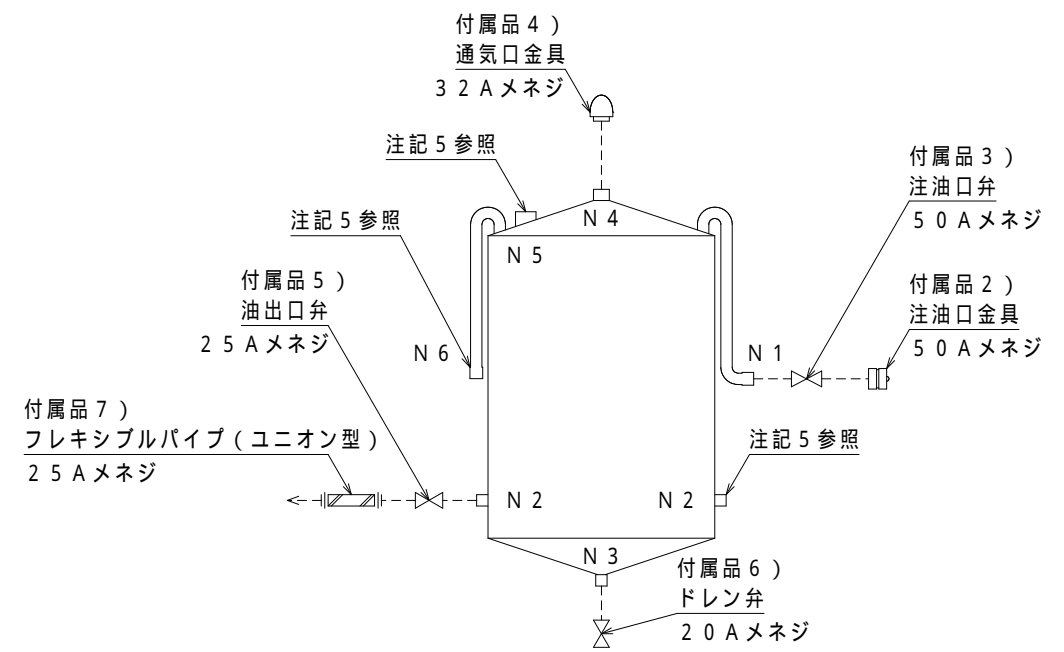 付属品４）
通気口金具
３２Ａメネジ
注記５参照
付属品３）
注油口弁
５０Ａメネジ
注記５参照
Ｎ４
Ｎ５
付属品５）
油出口弁
２５Ａメネジ
付属品２）
注油口金具
５０Ａメネジ
Ｎ６
Ｎ１
付属品７）
フレキシブルパイプ（ユニオン型）
２５Ａメネジ
注記５参照
Ｎ２
Ｎ２
Ｎ３
付属品６）
ドレン弁
２０Ａメネジ